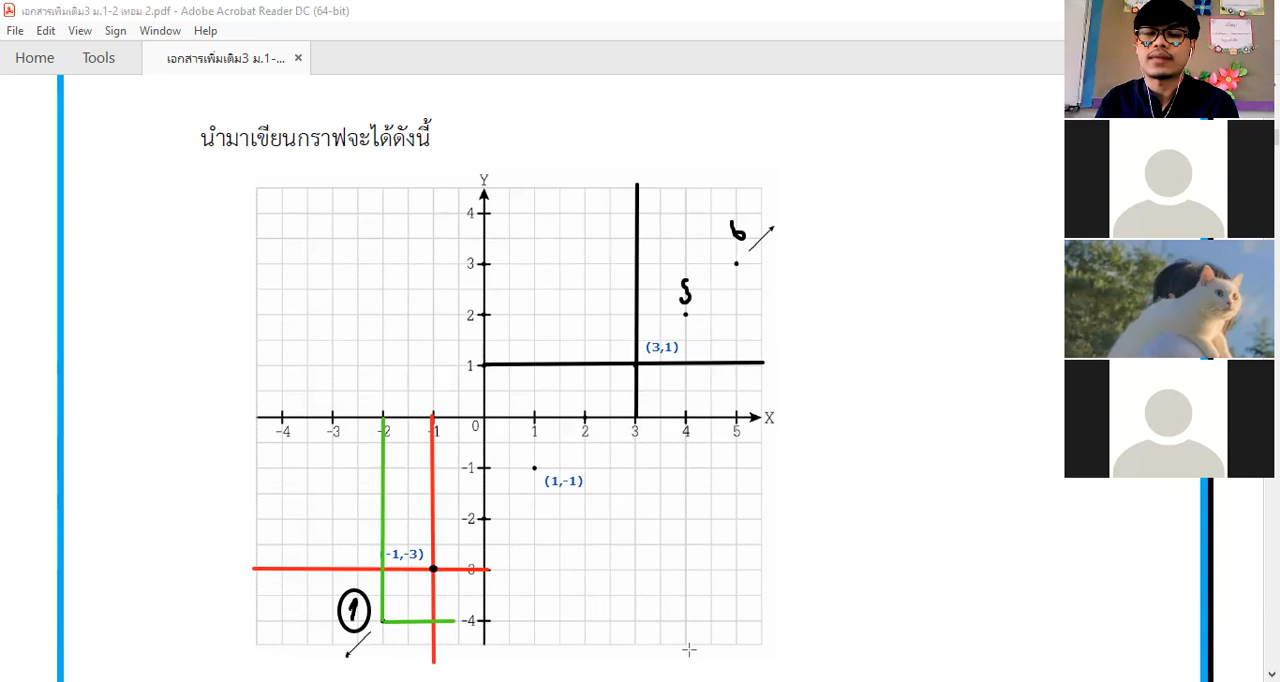 เอกสารเพิ่มเติม3 ม.1-2 เทอม 2.pdf - Adobe Acrobat Reader DC (64-bit)
File Edit View Sign Window Help
Home Tools เอกสารเพิ่มเติม3 ม.1-... ×
นำมาเขียนกราฟจะได้ดังนี้
Y
4
6
3
5
2
(3,1)
1
-4 -3 -2 -1 0 1 2 3 4 5 X
-1
(1,-1)
-2
-1,-3)
1
-4